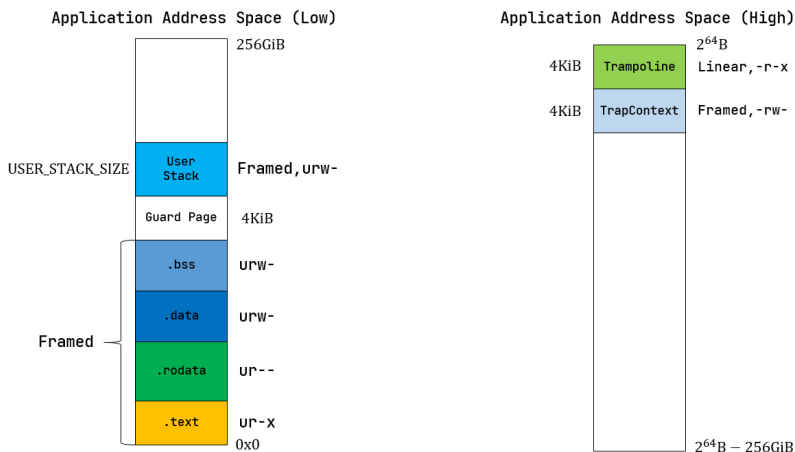 Application Address Space (Low)
256GiB
USER_STACK_SIZE
User
Stack
Framed,urw-
Guard Page
4KiB
.bss
urw-
.data
urw-
Framed
.rodata
ur--
.text
ur-x
0x0
Application Address Space (High)
2^64B
4KiB
Trampoline
Linear,-r-x
4KiB
TrapContext
Framed,-rw-
2^64B − 256GiB